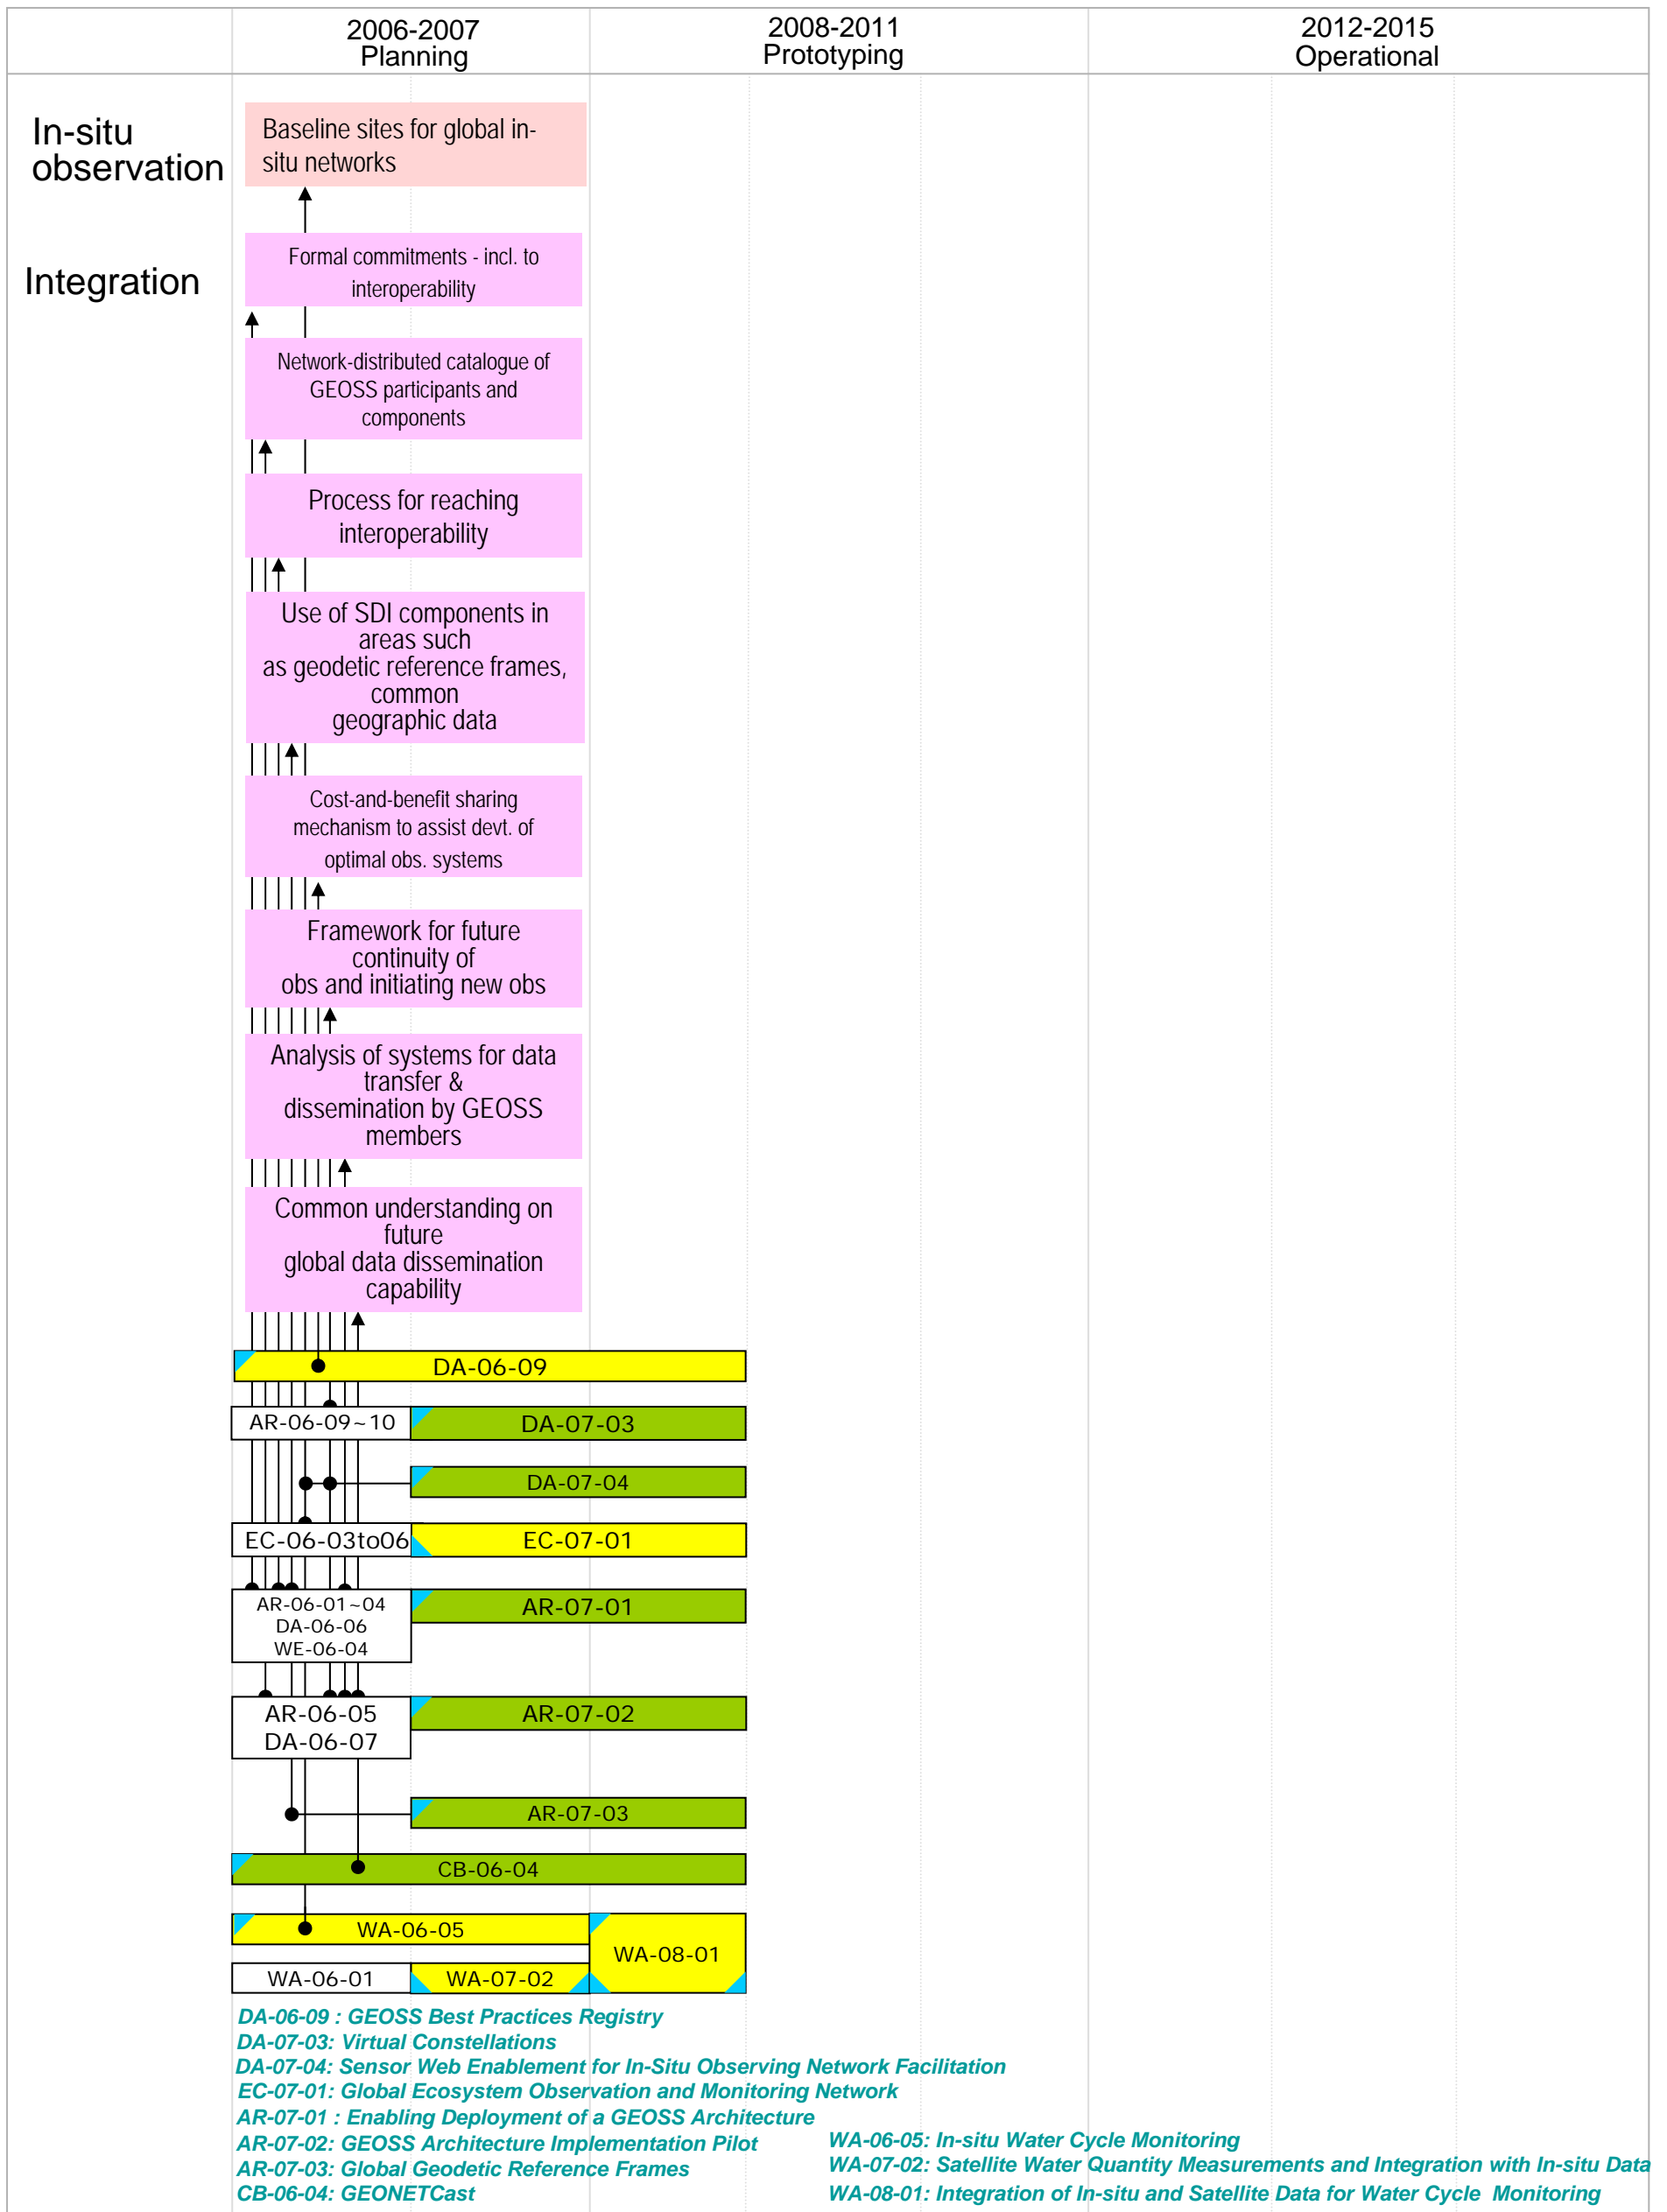 2006-2007
Planning
2008-2011
Prototyping
2012-2015
Operational
In-situ
observation
Baseline sites for global in-
situ networks
Integration
Formal commitments - incl. to
interoperability
Network-distributed catalogue of
GEOSS participants and
components
Process for reaching
interoperability
Use of SDI components in
areas such
as geodetic reference frames,
common
geographic data
Cost-and-benefit sharing
mechanism to assist devt. of
optimal obs. systems
Framework for future
continuity of
obs and initiating new obs
Analysis of systems for data
transfer &
dissemination by GEOSS
members
Common understanding on
future
global data dissemination
capability
DA-06-09
AR-06-09~10
DA-07-03
DA-07-04
EC-06-03to06
EC-07-01
AR-06-01~04
DA-06-06
WE-06-04
AR-07-01
AR-06-05
DA-06-07
AR-07-02
AR-07-03
CB-06-04
WA-06-05
WA-08-01
WA-06-01
WA-07-02
DA-06-09 : GEOSS Best Practices Registry
DA-07-03: Virtual Constellations
DA-07-04: Sensor Web Enablement for In-Situ Observing Network Facilitation
EC-07-01: Global Ecosystem Observation and Monitoring Network
AR-07-01 : Enabling Deployment of a GEOSS Architecture
AR-07-02: GEOSS Architecture Implementation Pilot
AR-07-03: Global Geodetic Reference Frames
CB-06-04: GEONETCast
WA-06-05: In-situ Water Cycle Monitoring
WA-07-02: Satellite Water Quantity Measurements and Integration with In-situ Data
WA-08-01: Integration of In-situ and Satellite Data for Water Cycle Monitoring